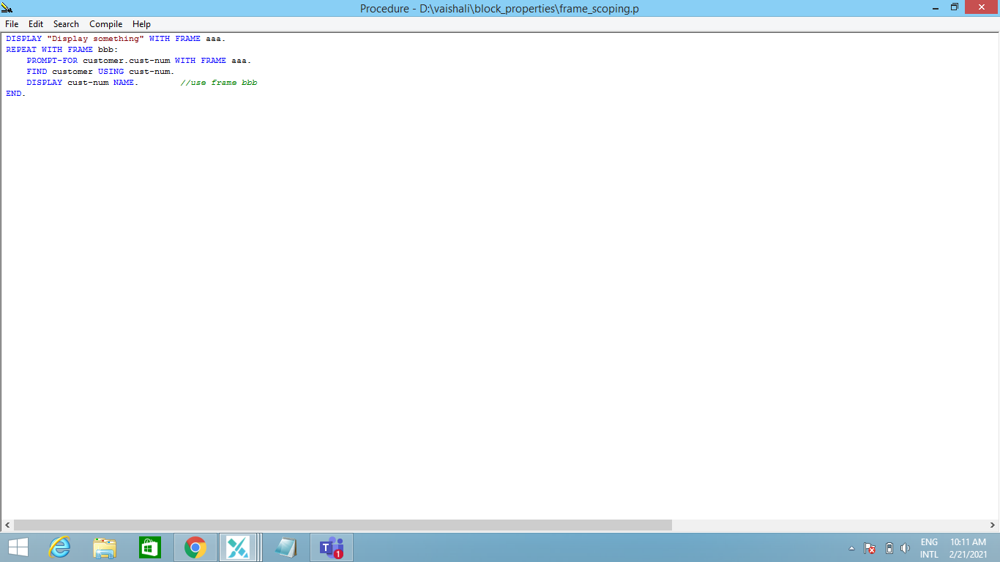 Procedure - D:\vaishali\block_properties\frame_scoping.p
File Edit Search Compile Help
DISPLAY "Display something" WITH FRAME aaa.
REPEAT WITH FRAME bbb:
    PROMPT-FOR customer.cust-num WITH FRAME aaa.
    FIND customer USING cust-num.
    DISPLAY cust-num NAME.        //use frame bbb
END.
T 1 ENG 10:11 AM
INTL 2/21/2021